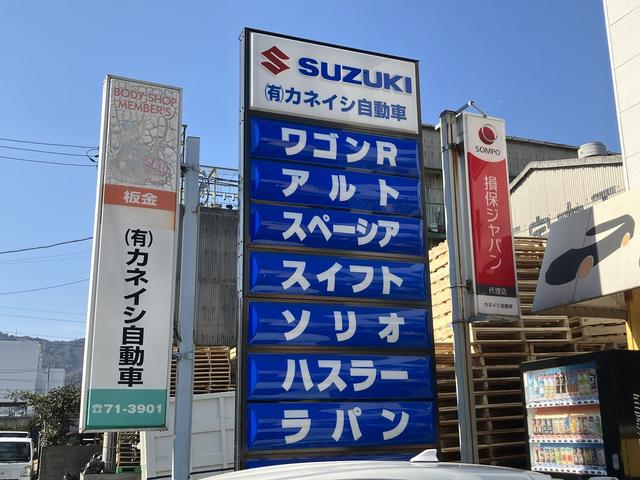 BODY SHOP
MEMBER'S
板金
(有)カネイシ自動車
☎71-3901
SUZUKI
(有)カネイシ自動車
ワゴンR
アルト
スペーシア
スイフト
ソリオ
ハスラー
ラパン
SOMPO
損保ジャパン
代理店
カネイシ自動車